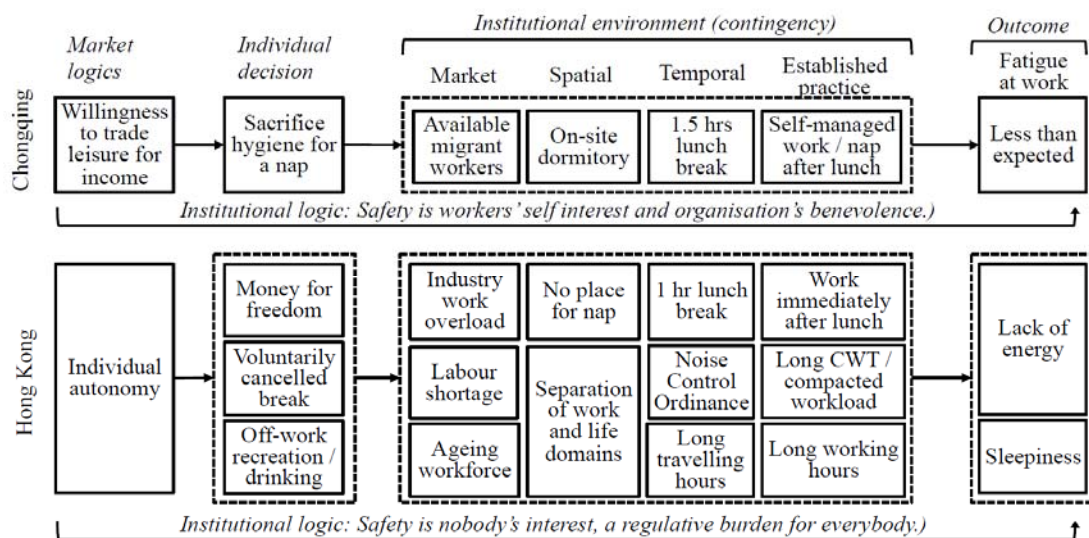 Institutional environment (contingency)
Market
logics
Individual
decision
Outcome
Market
Spatial
Temporal
Established
practice
Fatigue
at work
Chongqing
Willingness
to trade
leisure for
income
Sacrifice
hygiene for
a nap
Available
migrant
workers
On-site
dormitory
1.5 hrs
lunch
break
Self-managed
work / nap
after lunch
Less than
expected
Institutional logic: Safety is workers' self interest and organisation's benevolence.)
Hong Kong
Individual
autonomy
Money for
freedom
Voluntarily
cancelled
break
Off-work
recreation /
drinking
Industry
work
overload
Labour
shortage
Ageing
workforce
No place
for nap
Separation
of work
and life
domains
1 hr lunch
break
Noise
Control
Ordinance
Long
travelling
hours
Work
immediately
after lunch
Long CWT /
compacted
workload
Long working
hours
Lack of
energy
Sleepiness
Institutional logic: Safety is nobody's interest, a regulative burden for everybody.)